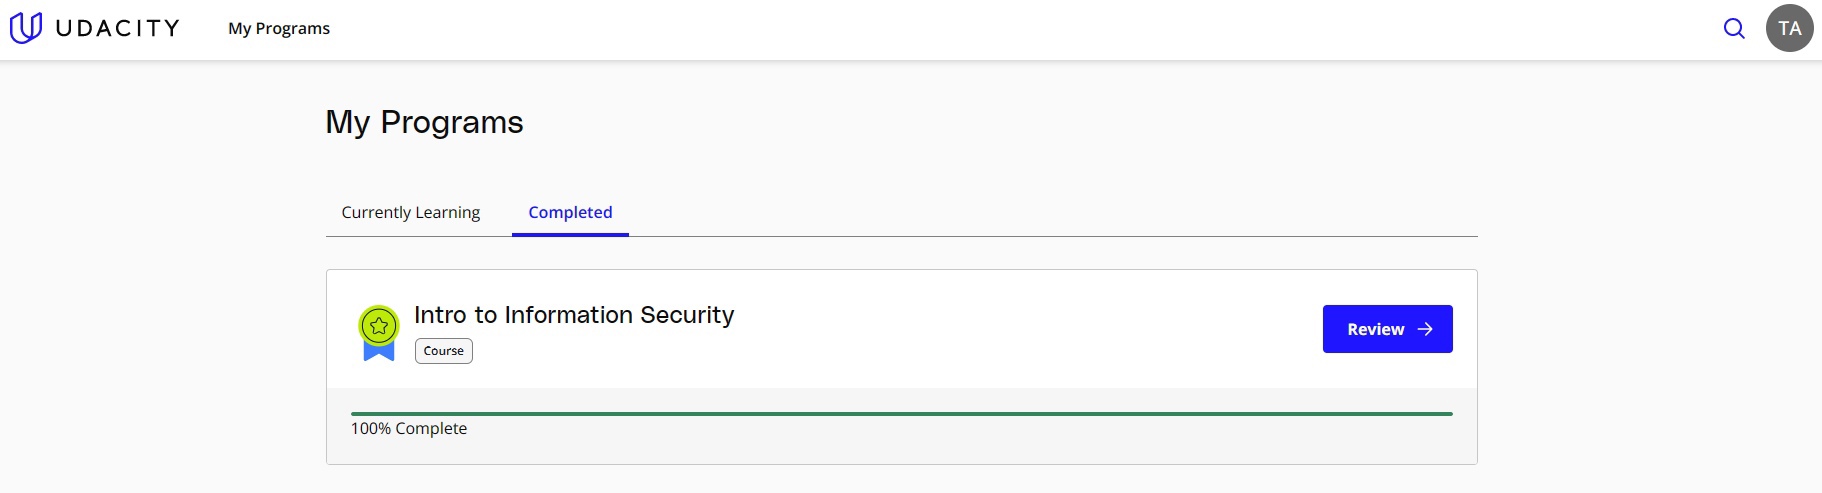 UDACITY My Programs TA
My Programs
Currently Learning Completed
Intro to Information Security
Course
Review
100% Complete